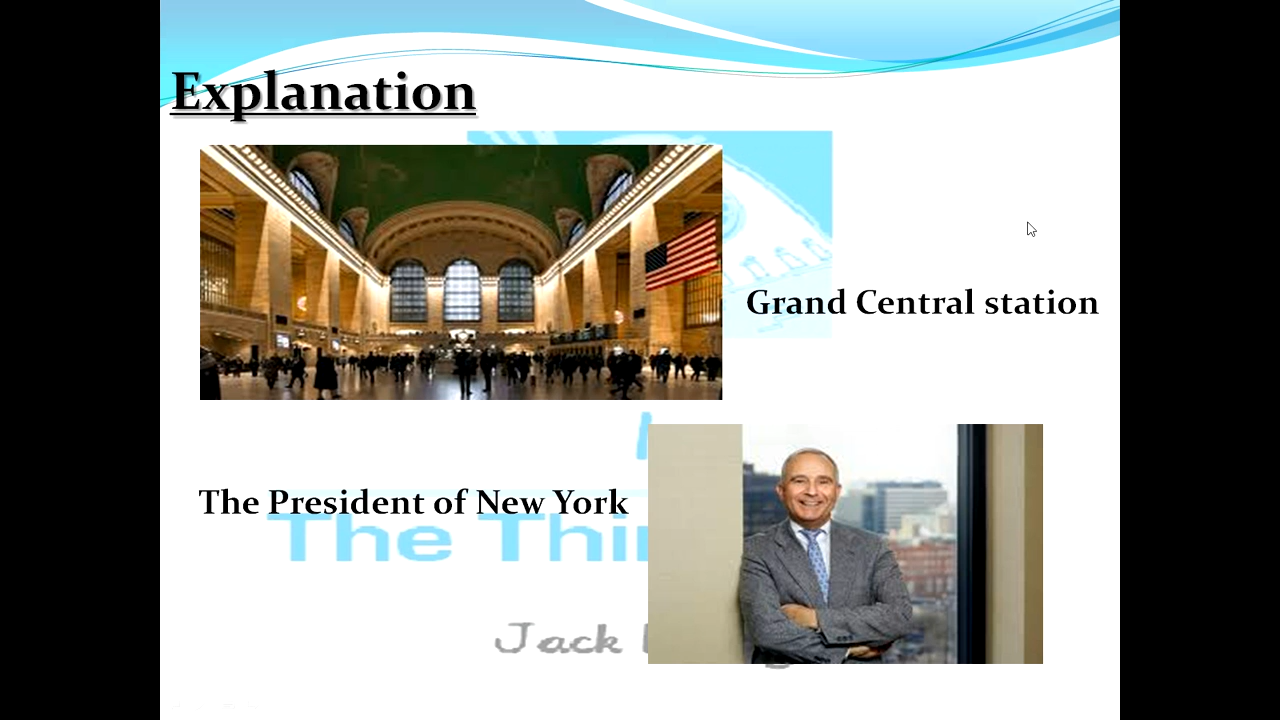 Explanation
Grand Central station
The President of New York
The Thi
Jack